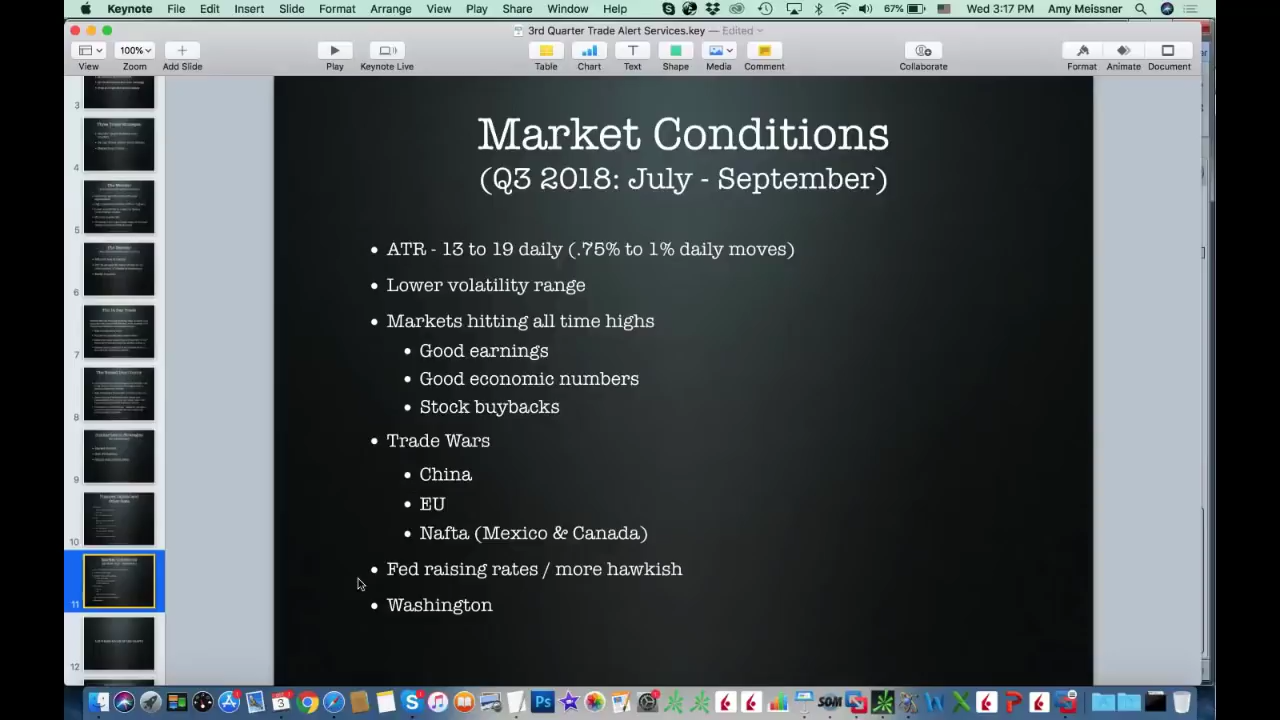 Keynote File Edit Insert Slide Format Arrange View Play Share Window Help 67% Wed 3:17 PM Amy Meissner
3rd Quarter Trade Alert Services.key — Edited
100%
View Zoom Add Slide Play Keynote Live Table Chart Text Shape Media Comment Collaborate Format Animate Document
3
4
5
6
7
8
9
10
11
12
Market Conditions
(Q3 2018: July - September)
• ATR - 13 to 19 daily (.75% to 1% daily moves)
• Lower volatility range
• Markets hitting all time highs
• Good earnings
• Good economic numbers
• Stock buybacks
• Trade Wars
• China
• EU
• Nafta (Mexico & Canada)
• Fed raising rates/ more hawkish
• Washington
SOM